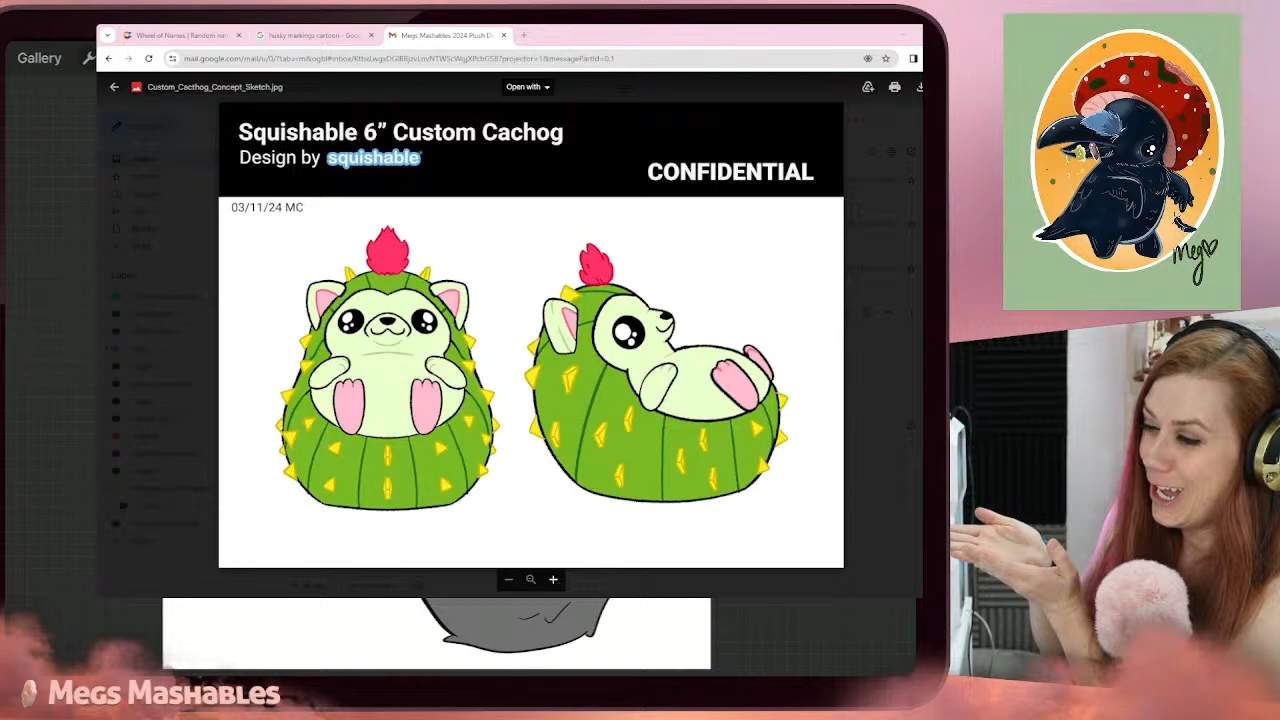 Gallery
Wheel of Names | Random nam
husky markings cartoon - Goo
Megs Mashables 2024 Plush D
Custom_Cacthog_Concept_Sketch.jpg
Open with
Squishable 6” Custom Cachog
Design by squishable
CONFIDENTIAL
03/11/24 MC
Meg
Megs Mashables